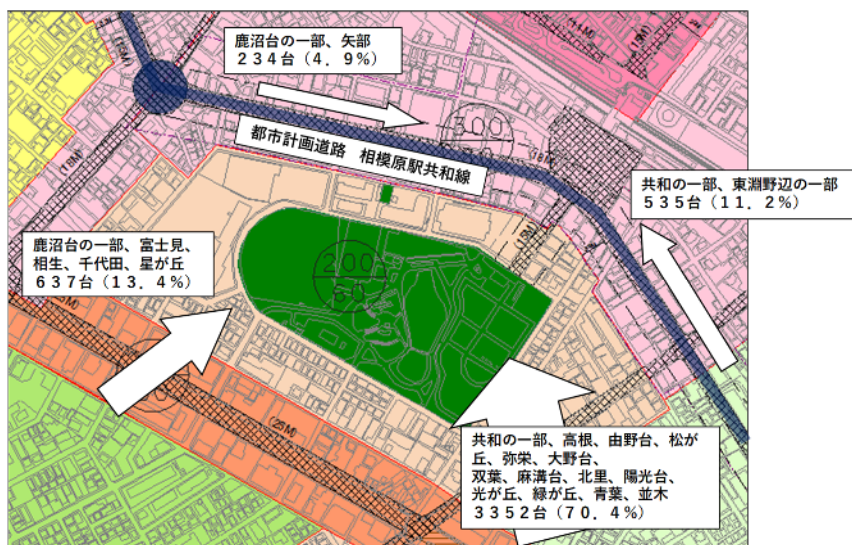 鹿沼台の一部、矢部
２３４台（４．９％）
都市計画道路　相模原駅共和線
共和の一部、東淵野辺の一部
５３５台（１１．２％）
鹿沼台の一部、富士見、
相生、千代田、星が丘
６３７台（１３．４％）
共和の一部、高根、由野台、松が
丘、弥栄、大野台、
双葉、麻溝台、北里、陽光台、
光が丘、緑が丘、青葉、並木
３３５２台（７０．４％）
200
60
300
(18M)
(18M)
(15M)
(25M)